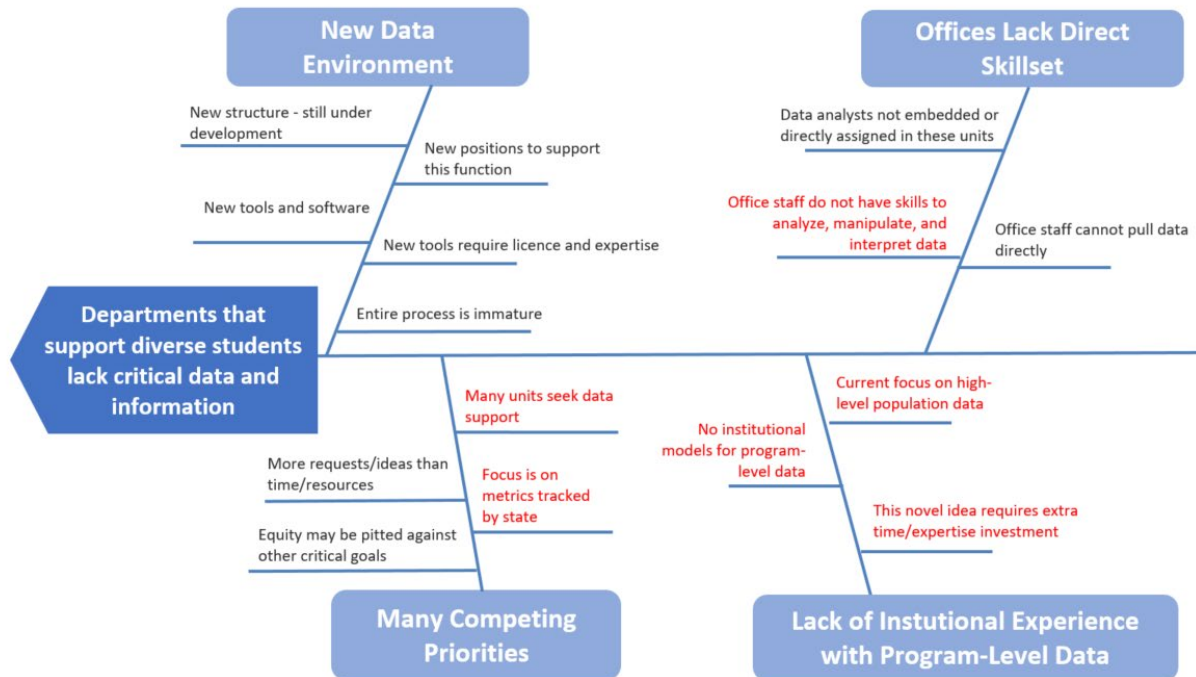 New Data
Environment
New structure - still under
development
New positions to support
this function
New tools and software
New tools require licence and expertise
Entire process is immature
Offices Lack Direct
Skillset
Data analysts not embedded or
directly assigned in these units
Office staff do not have skills to
analyze, manipulate, and
interpret data
Office staff cannot pull data
directly
Departments that
support diverse students
lack critical data and
information
Many units seek data
support
More requests/ideas than
time/resources
Focus is on
metrics tracked
by state
Equity may be pitted against
other critical goals
Many Competing
Priorities
Current focus on high-
level population data
No institutional
models for program-
level data
This novel idea requires extra
time/expertise investment
Lack of Instutional Experience
with Program-Level Data